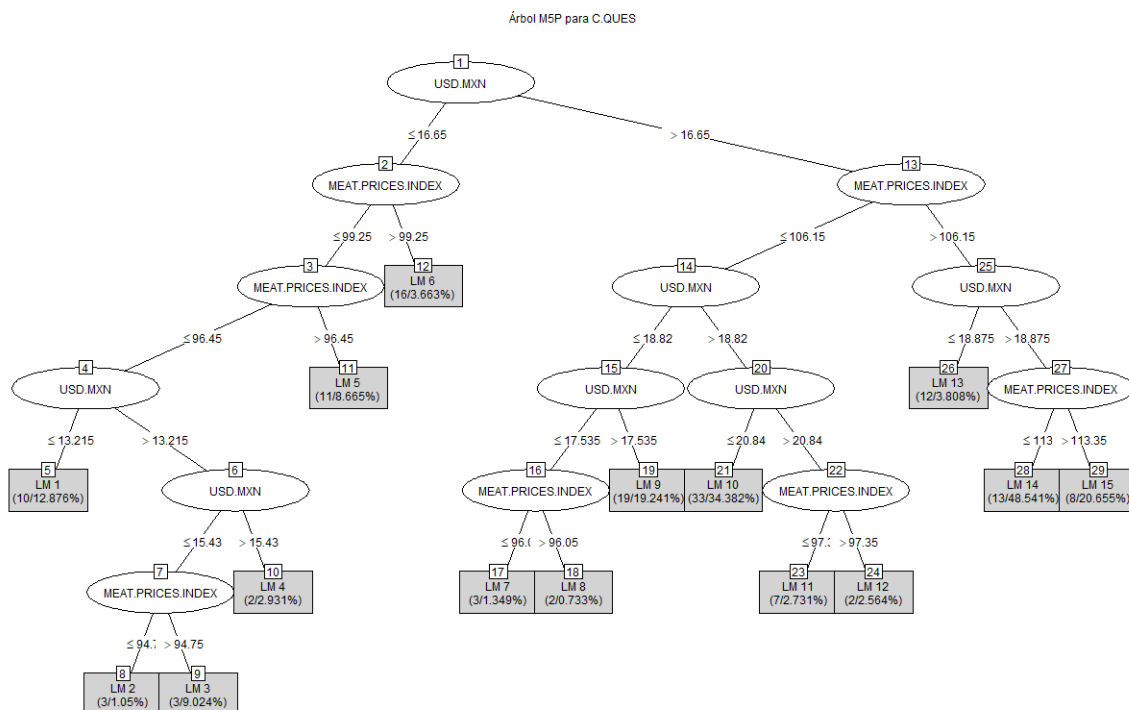 Árbol M5P para C.QUES
1
USD.MXN
≤ 16.65
> 16.65
2
MEAT.PRICES.INDEX
13
MEAT.PRICES.INDEX
≤99.25
> 99.25
≤106.15
> 106.15
3
MEAT.PRICES.INDEX
12
LM 6
(16/3.663%)
14
USD.MXN
25
USD.MXN
≤96.45
> 96.45
≤ 18.82
> 18.82
≤ 18.875
> 18.875
4
USD.MXN
11
LM 5
(11/8.665%)
15
USD.MXN
20
USD.MXN
26
LM 13
(12/3.808%)
27
MEAT.PRICES.INDEX
≤ 13.215
> 13.215
≤ 17.535
> 17.535
≤ 20.84
> 20.84
≤ 113
> 113.35
5
LM 1
(10/12.876%)
6
USD.MXN
16
MEAT.PRICES.INDEX
19
LM 9
(19/19.241%)
21
LM 10
(33/34.382%)
22
MEAT.PRICES.INDEX
28
LM 14
(13/48.541%)
29
LM 15
(8/20.655%)
≤ 15.43
> 15.43
≤ 96.0
> 96.05
≤ 97.3
> 97.35
7
MEAT.PRICES.INDEX
10
LM 4
(2/2.931%)
17
LM 7
(3/1.349%)
18
LM 8
(2/0.733%)
23
LM 11
(7/2.731%)
24
LM 12
(2/2.564%)
≤ 94.7
> 94.75
8
LM 2
(3/1.05%)
9
LM 3
(3/9.024%)